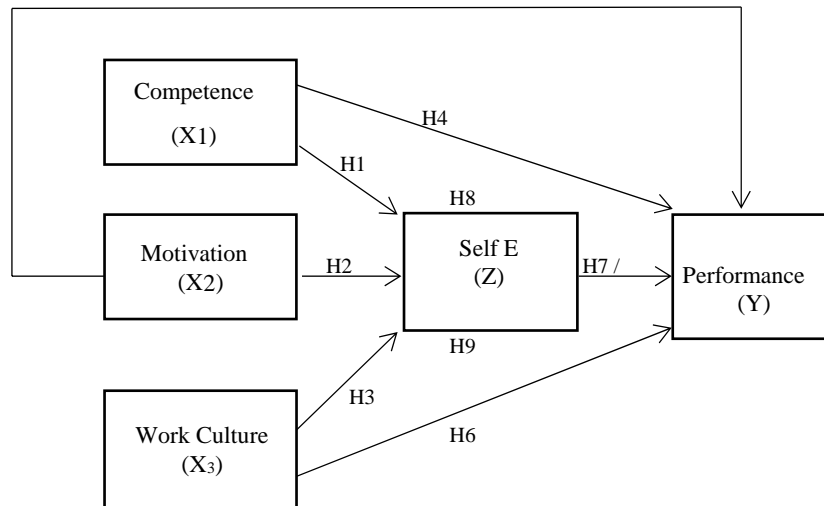 Competence
(X1)
H4
H1
H8
Motivation
(X2)
H2
Self E
(Z)
H7 /
Performance
(Y)
H9
H3
Work Culture
(X₃)
H6